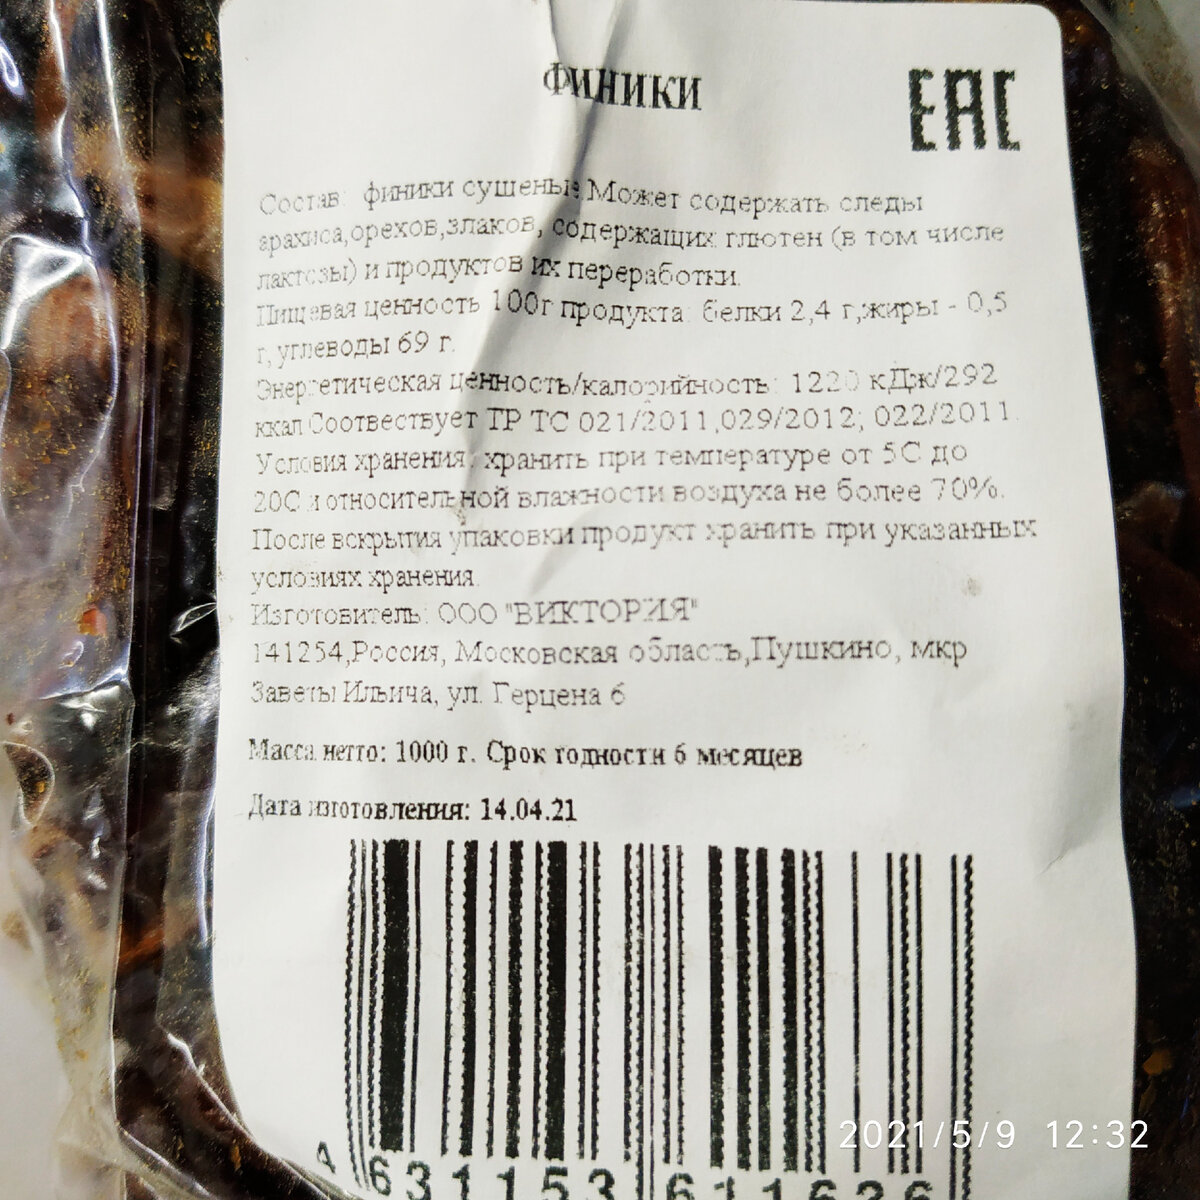 ФИНИКИ
EAC
Состав: финики сушеные.Может содержать следы
арахиса,орехов,злаков, содержащих глютен (в том числе
лактозы) и продуктов их переработки.
Пищевая ценность 100г продукта: белки 2,4 г,жиры - 0,5
г, углеводы 69 г.
Энергетическая ценность/калорийность: 1220 кДж/292
ккал Соотвествует ТР ТС 021/2011,029/2012; 022/2011.
Условия хранения: хранить при температуре от 5С до
20С и относительной влажности воздуха не более 70%.
После вскрытия упаковки продукт хранить при указанных
условиях хранения.
Изготовитель: ООО "ВИКТОРИЯ"
141254,Россия, Московская область,Пушкино, мкр
Заветы Ильича, ул. Герцена 6
Масса нетто: 1000 г. Срок годности 6 месяцев
Дата изготовления: 14.04.21
631153 611626
2021/5/9 12:32